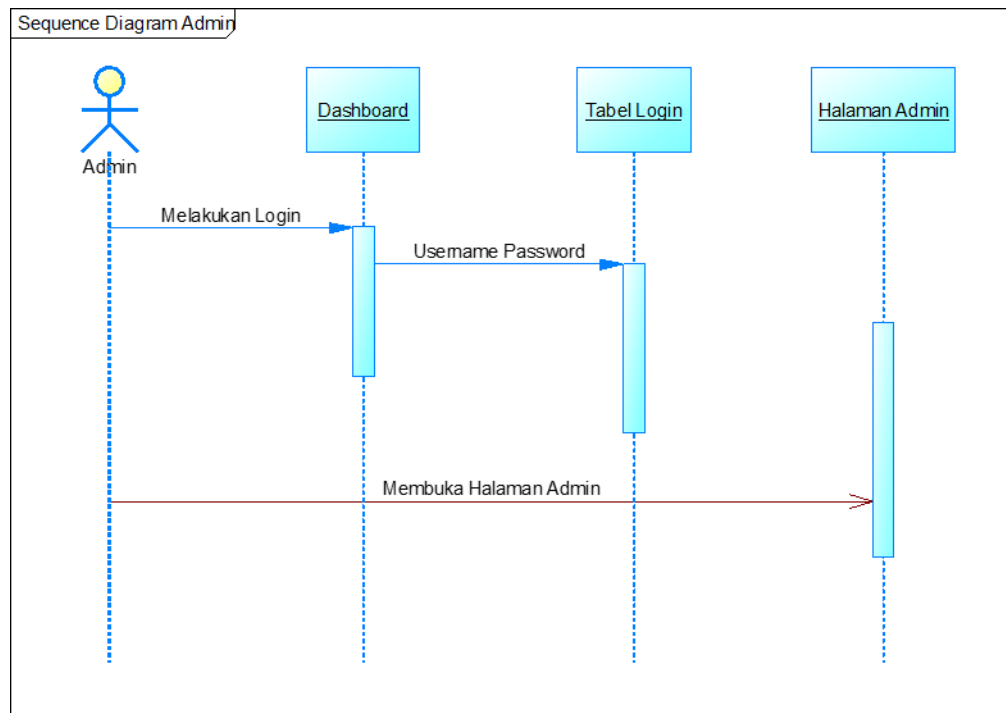 Sequence Diagram Admin
Dashboard
Tabel Login
Halaman Admin
Admin
Melakukan Login
Username Password
Membuka Halaman Admin